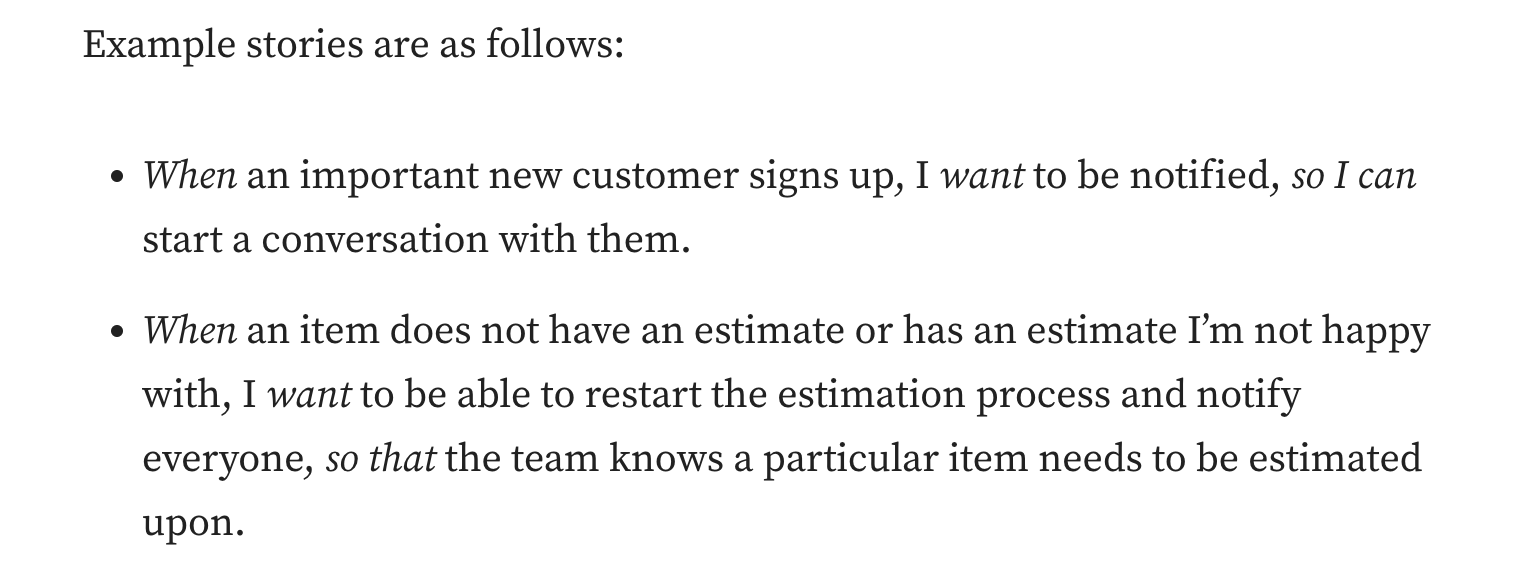 Example stories are as follows:
• When an important new customer signs up, I want to be notified, so I can
start a conversation with them.
• When an item does not have an estimate or has an estimate I’m not happy
with, I want to be able to restart the estimation process and notify
everyone, so that the team knows a particular item needs to be estimated
upon.